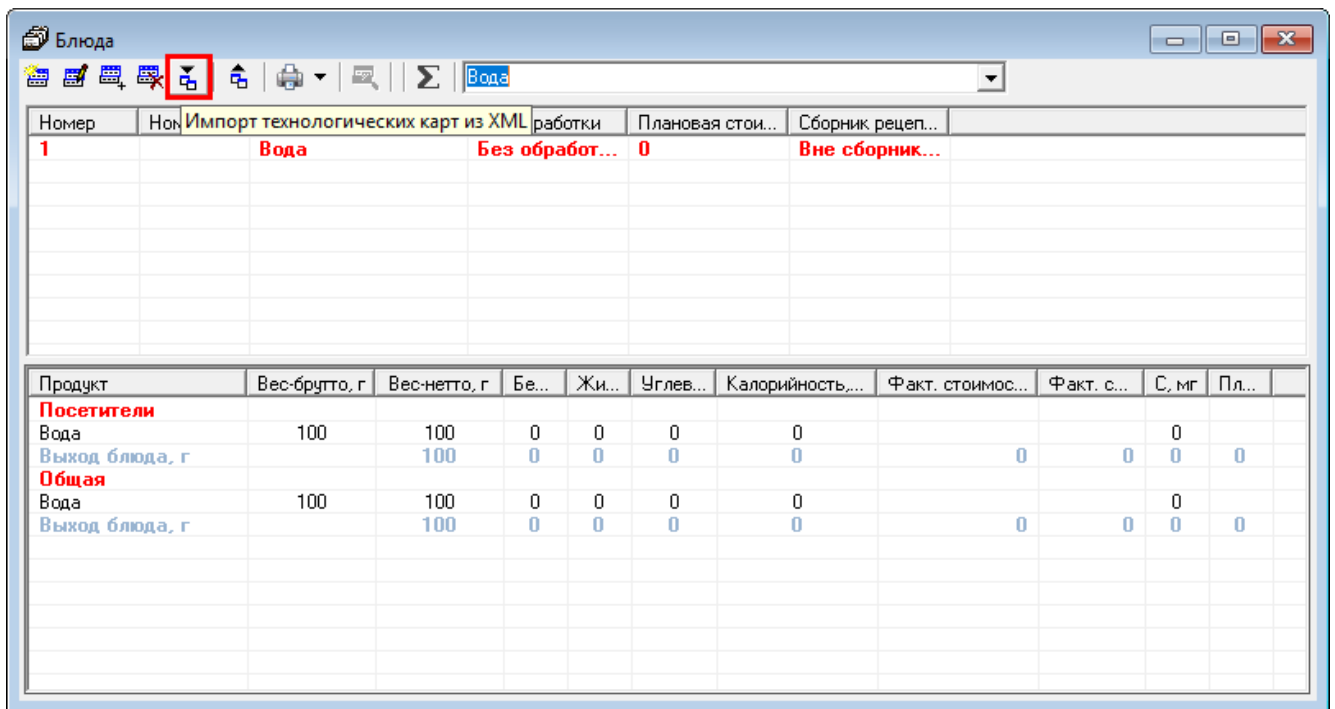 Блюда
Вода
Импорт технологических карт из XML
Номер Ном работки Плановая стои... Сборник рецеп...
1 Вода Без обработ... 0 Вне сборник...
Продукт Вес-брутто, г Вес-нетто, г Бе... Жи... Углев... Калорийность,... Факт. стоимос... Факт. с... С, мг Пл...
Посетители
Вода 100 100 0 0 0 0 0
Выход блюда, г 100 0 0 0 0 0 0 0 0
Общая
Вода 100 100 0 0 0 0 0
Выход блюда, г 100 0 0 0 0 0 0 0 0